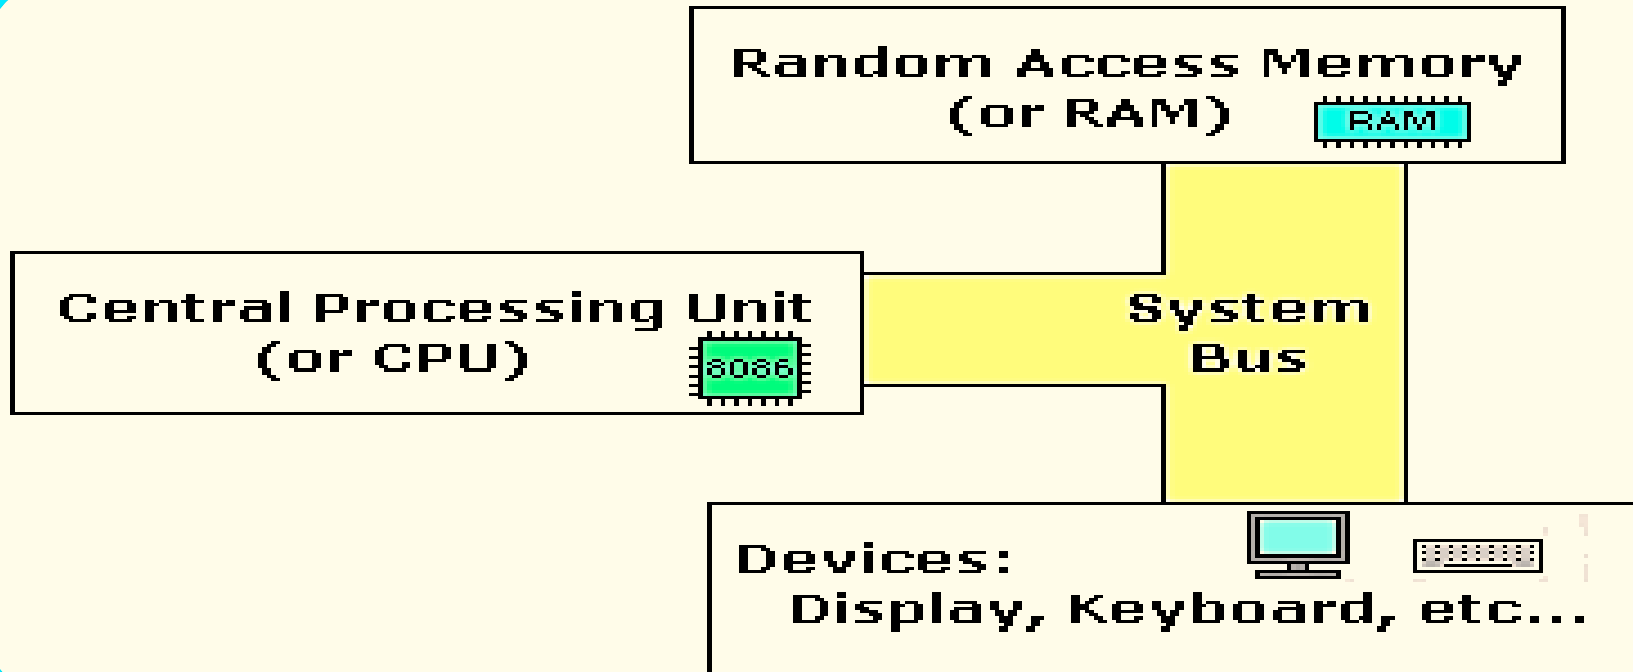 Random Access Memory
(or RAM)
RAM
Central Processing Unit
(or CPU)
8086
System
Bus
Devices:
Display, Keyboard, etc...